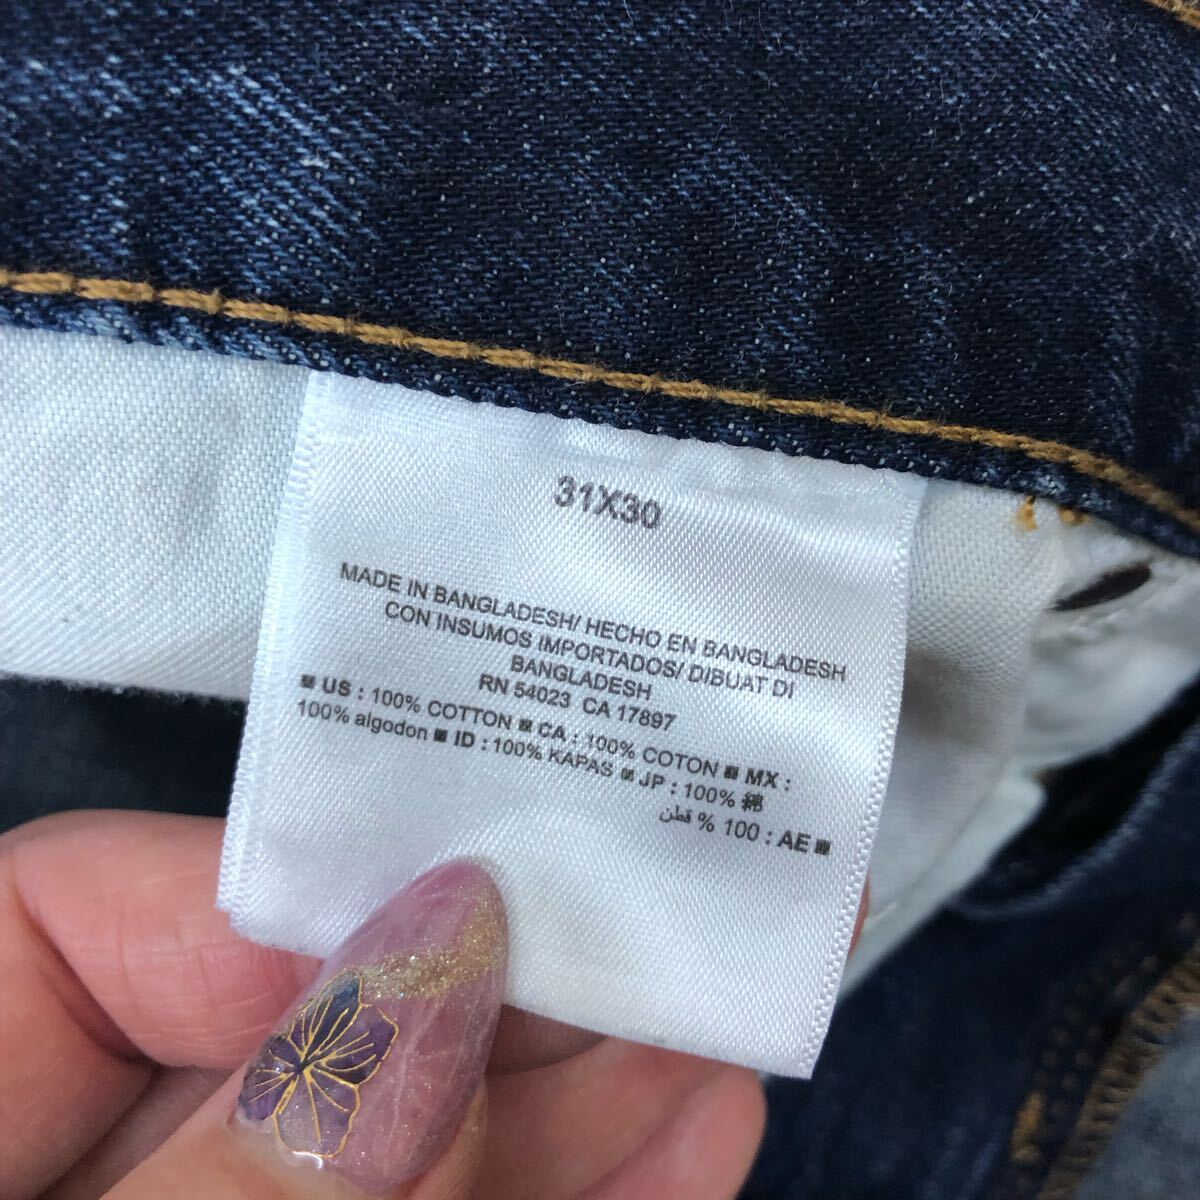 31X30
MADE IN BANGLADESH/ HECHO EN BANGLADESH
CON INSUMOS IMPORTADOS/ DIBUAT DI
BANGLADESH
RN 54023 CA 17897
■ US : 100% COTTON ■ CA : 100% COTON ■ MX :
100% algodon ■ ID : 100% KAPAS ■ JP : 100% 綿
■ AE : 100 % قطن